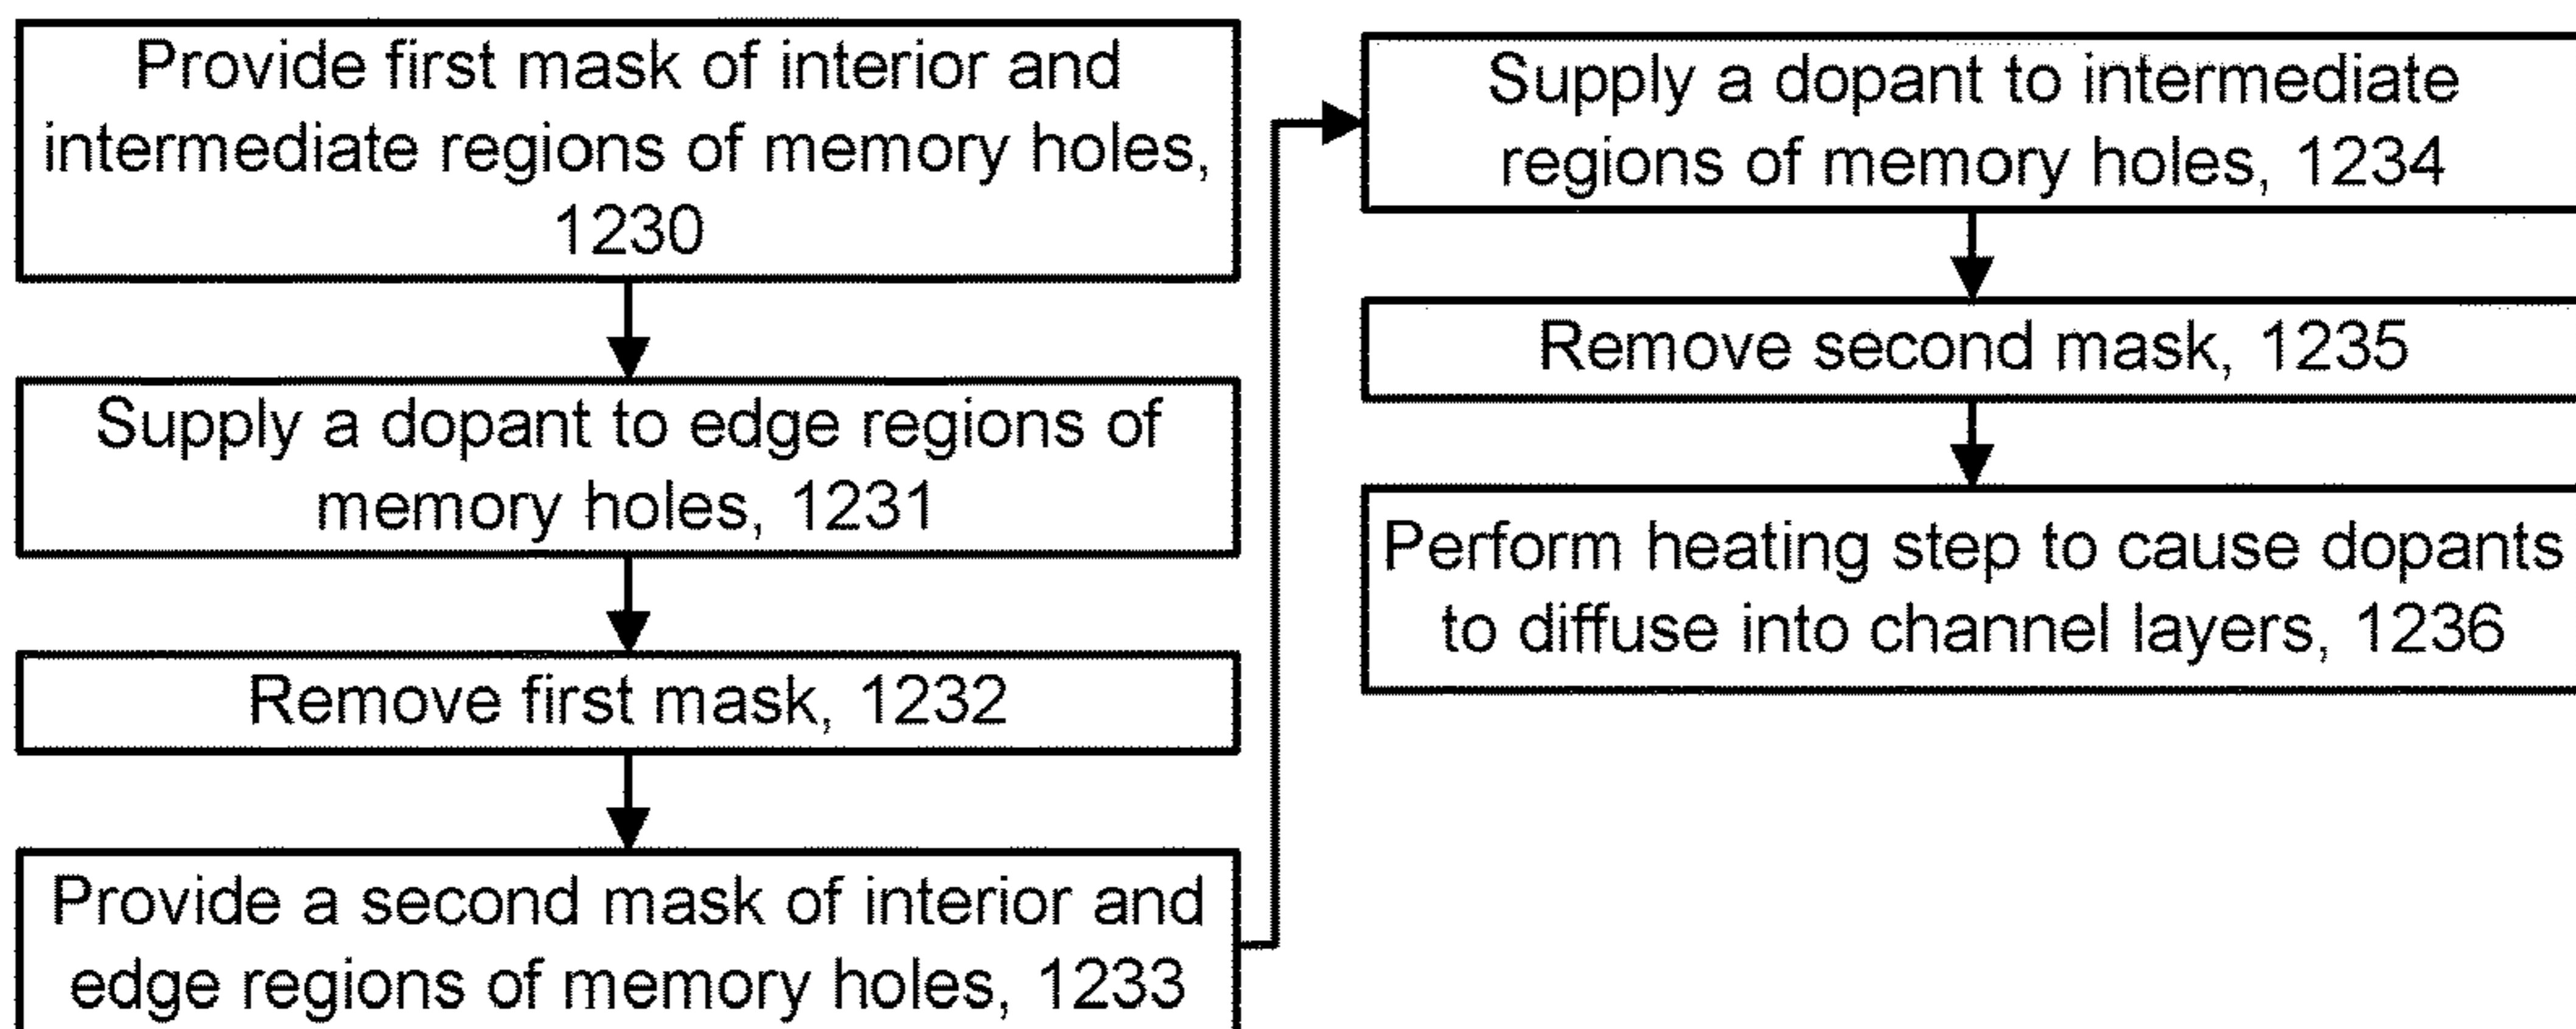 Provide first mask of interior and
intermediate regions of memory holes,
1230
Supply a dopant to edge regions of
memory holes, 1231
Remove first mask, 1232
Provide a second mask of interior and
edge regions of memory holes, 1233
Supply a dopant to intermediate
regions of memory holes, 1234
Remove second mask, 1235
Perform heating step to cause dopants
to diffuse into channel layers, 1236